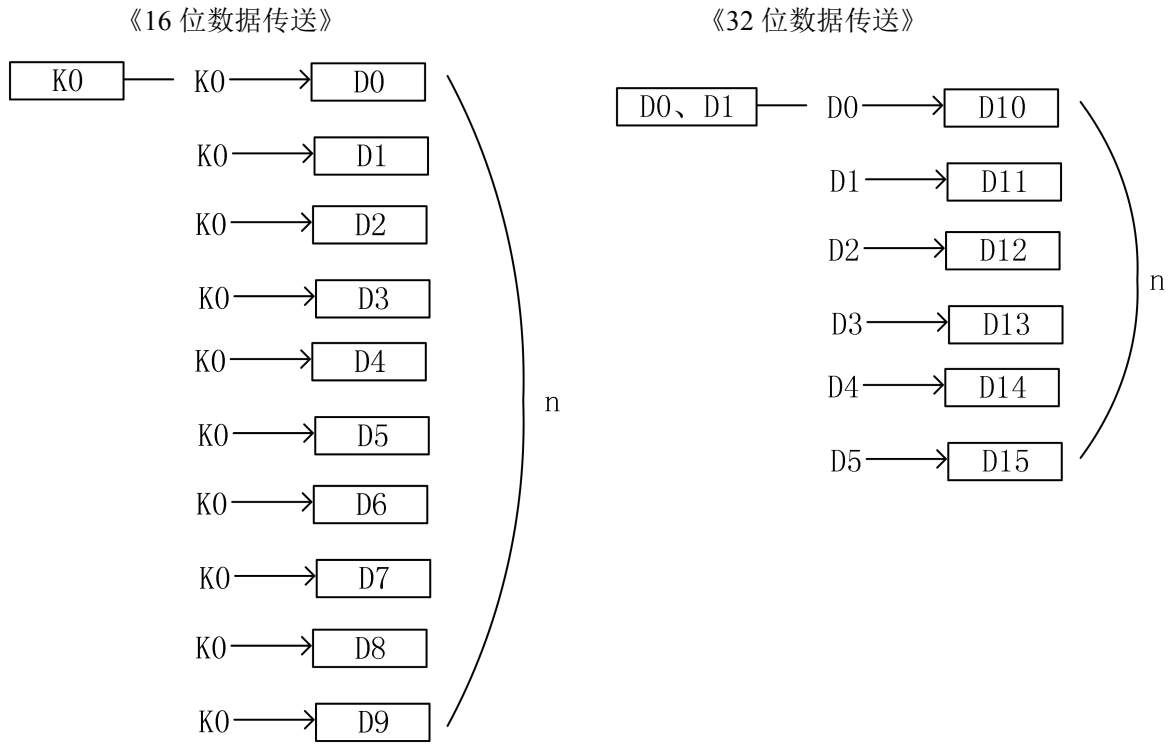 《16 位数据传送》
K0 K0 D0
K0 D1
K0 D2
K0 D3
K0 D4
K0 D5
n
K0 D6
K0 D7
K0 D8
K0 D9
《32 位数据传送》
D0、D1 D0 D10
D1 D11
D2 D12
n
D3 D13
D4 D14
D5 D15